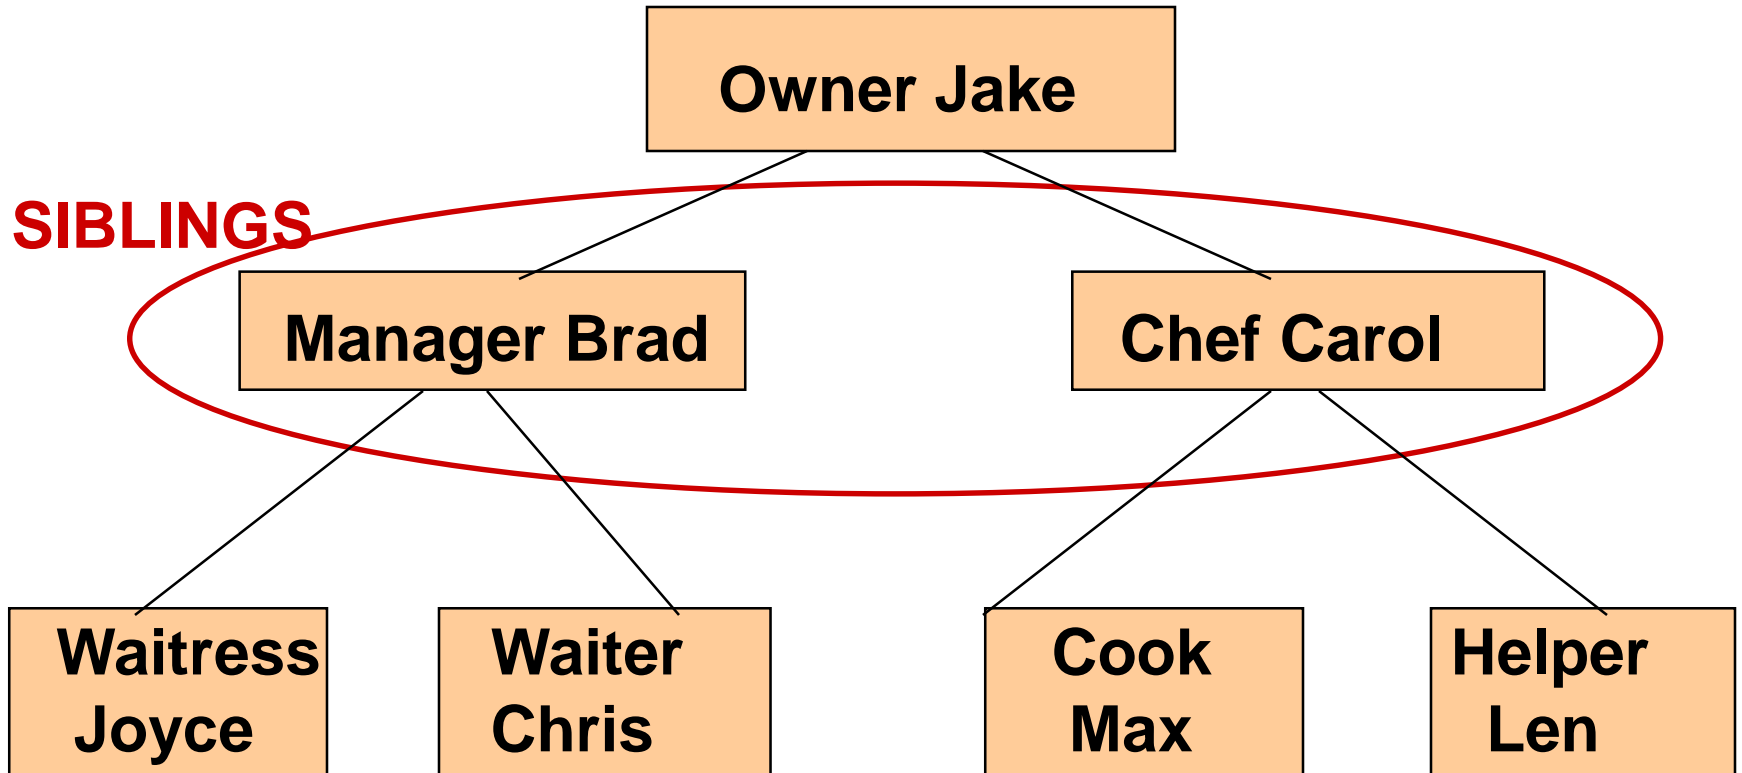 Owner Jake
SIBLINGS
Manager Brad
Chef Carol
Waitress
Joyce
Waiter
Chris
Cook
Max
Helper
Len